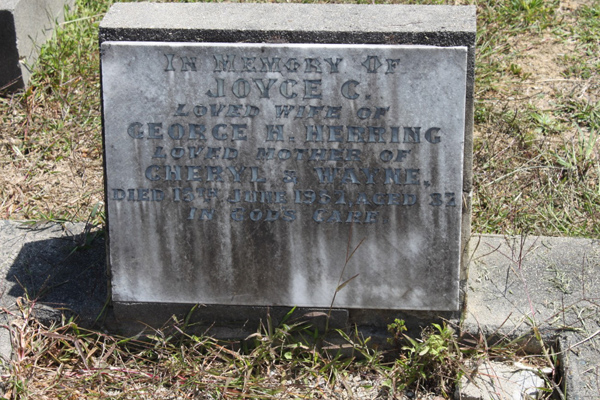 IN MEMORY OF
JOYCE C.
LOVED WIFE OF
GEORGE H. HERRING
LOVED MOTHER OF
CHERYL & WAYNE.
DIED JUNE AGED
IN GOD'S CARE